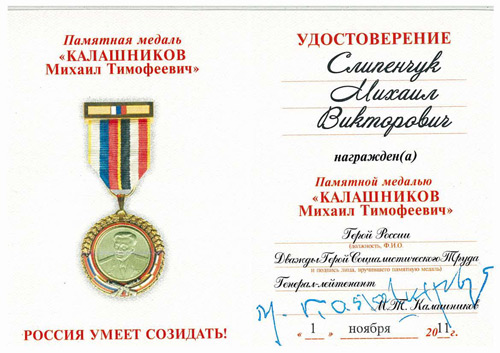 Памятная медаль
«КАЛАШНИКОВ
Михаил Тимофеевич»
РОССИЯ УМЕЕТ СОЗИДАТЬ!
УДОСТОВЕРЕНИЕ
Слипенчук
Михаил
Викторович
награжден(а)
Памятной медалью
«КАЛАШНИКОВ
Михаил Тимофеевич»
Герой России
(должность, Ф.И.О.
Дважды Герой Социалистического Труда
и подпись лица, вручившего памятную медаль)
Генерал-лейтенант
М.Т. Калашников
« 1 » ноября 2011г.